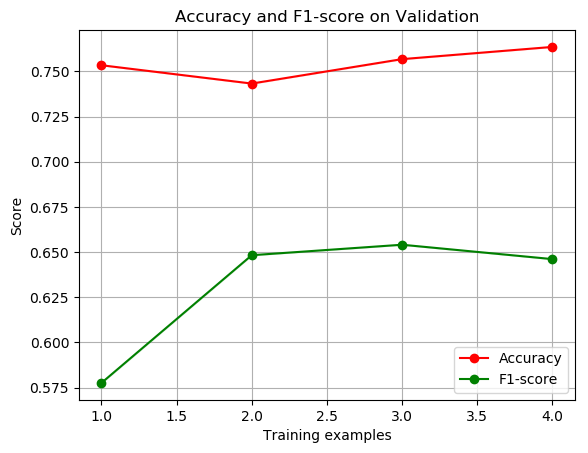 Accuracy and F1-score on Validation
0.750
0.725
0.700
0.675
0.650
0.625
0.600
0.575
Score
1.0 1.5 2.0 2.5 3.0 3.5 4.0
Training examples
Accuracy
F1-score